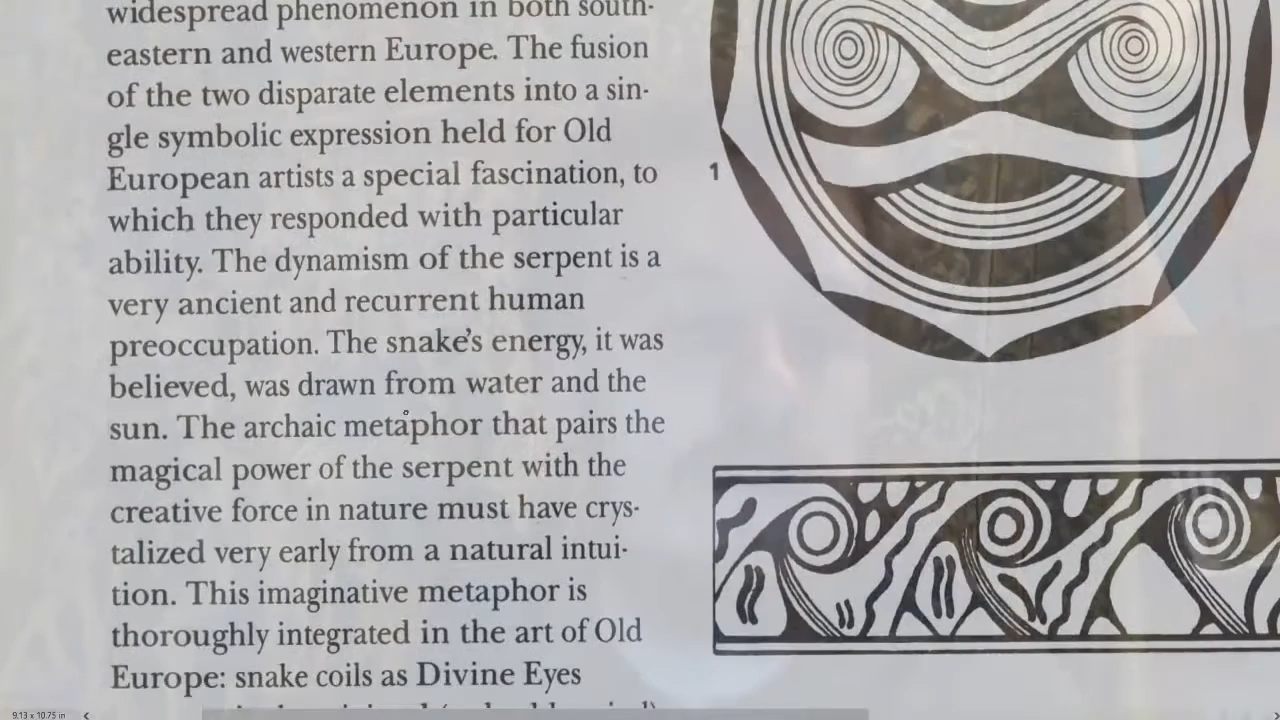 widespread phenomenon in both south-
eastern and western Europe. The fusion
of the two disparate elements into a sin-
gle symbolic expression held for Old
European artists a special fascination, to
which they responded with particular
ability. The dynamism of the serpent is a
very ancient and recurrent human
preoccupation. The snake's energy, it was
believed, was drawn from water and the
sun. The archaic metaphor that pairs the
magical power of the serpent with the
creative force in nature must have crys-
talized very early from a natural intui-
tion. This imaginative metaphor is
thoroughly integrated in the art of Old
Europe: snake coils as Divine Eyes
1
9.13 x 10.75 in